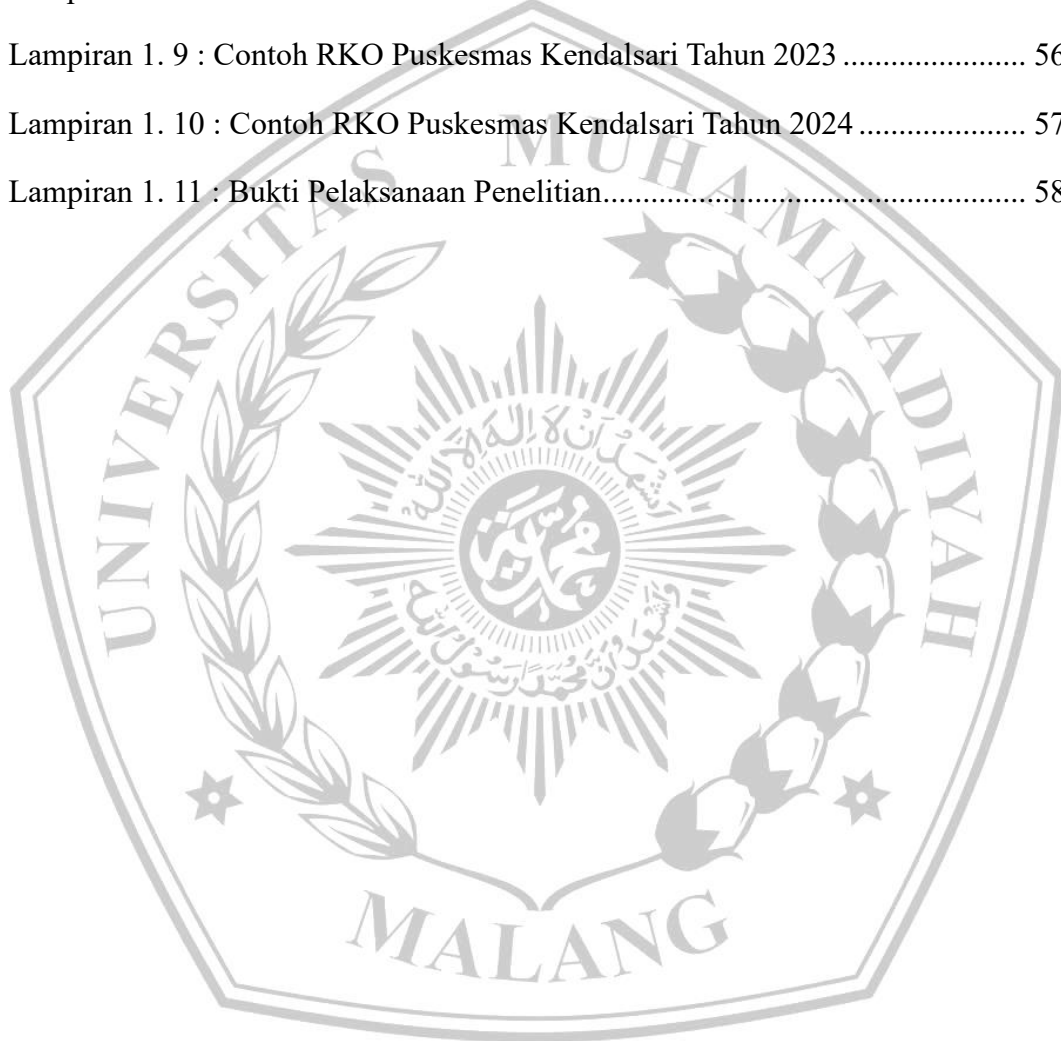 Lampiran 1. 9 : Contoh RKO Puskesmas Kendalsari Tahun 2023 ...................... 56
Lampiran 1. 10 : Contoh RKO Puskesmas Kendalsari Tahun 2024 .................... 57
Lampiran 1. 11 : Bukti Pelaksanaan Penelitian................................................... 58
UNIVERSITAS MUHAMMADIYAH
MALANG